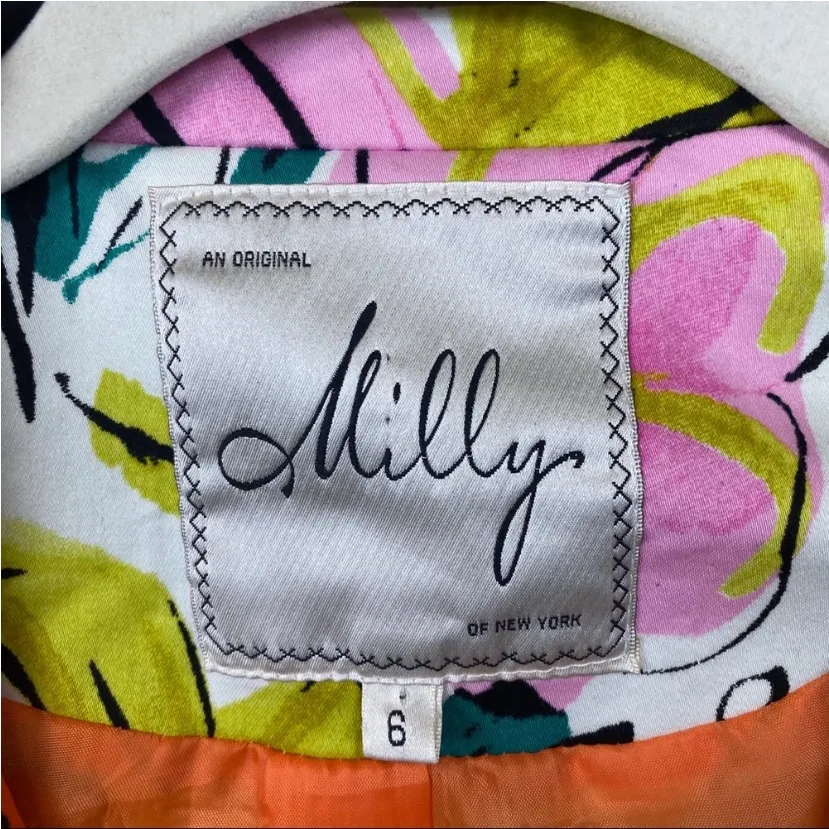 AN ORIGINAL
Milly
OF NEW YORK
6